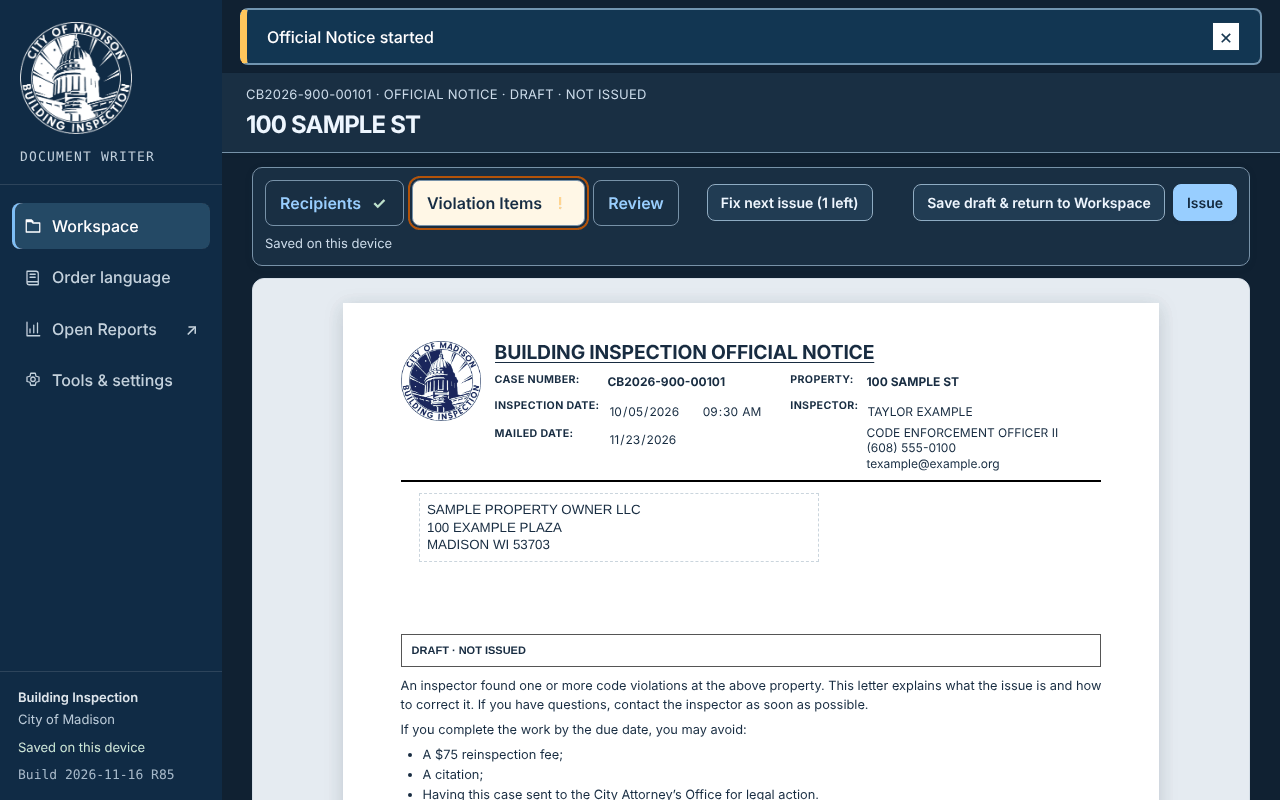 CITY OF MADISON
BUILDING INSPECTION
DOCUMENT WRITER
Workspace
Order language
Open Reports
Tools & settings
Building Inspection
City of Madison
Saved on this device
Build 2026-11-16 R85
Official Notice started
CB2026-900-00101 · OFFICIAL NOTICE · DRAFT · NOT ISSUED
100 SAMPLE ST
Recipients ✓
Violation Items !
Review
Fix next issue (1 left)
Save draft & return to Workspace
Issue
Saved on this device
CITY OF MADISON
BUILDING INSPECTION
BUILDING INSPECTION OFFICIAL NOTICE
CASE NUMBER: CB2026-900-00101 PROPERTY: 100 SAMPLE ST
INSPECTION DATE: 10/05/2026 09:30 AM INSPECTOR: TAYLOR EXAMPLE
MAILED DATE: 11/23/2026 CODE ENFORCEMENT OFFICER II
(608) 555-0100
texample@example.org
SAMPLE PROPERTY OWNER LLC
100 EXAMPLE PLAZA
MADISON WI 53703
DRAFT · NOT ISSUED
An inspector found one or more code violations at the above property. This letter explains what the issue is and how
to correct it. If you have questions, contact the inspector as soon as possible.
If you complete the work by the due date, you may avoid:
• A $75 reinspection fee;
• A citation;
• Having this case sent to the City Attorney's Office for legal action.